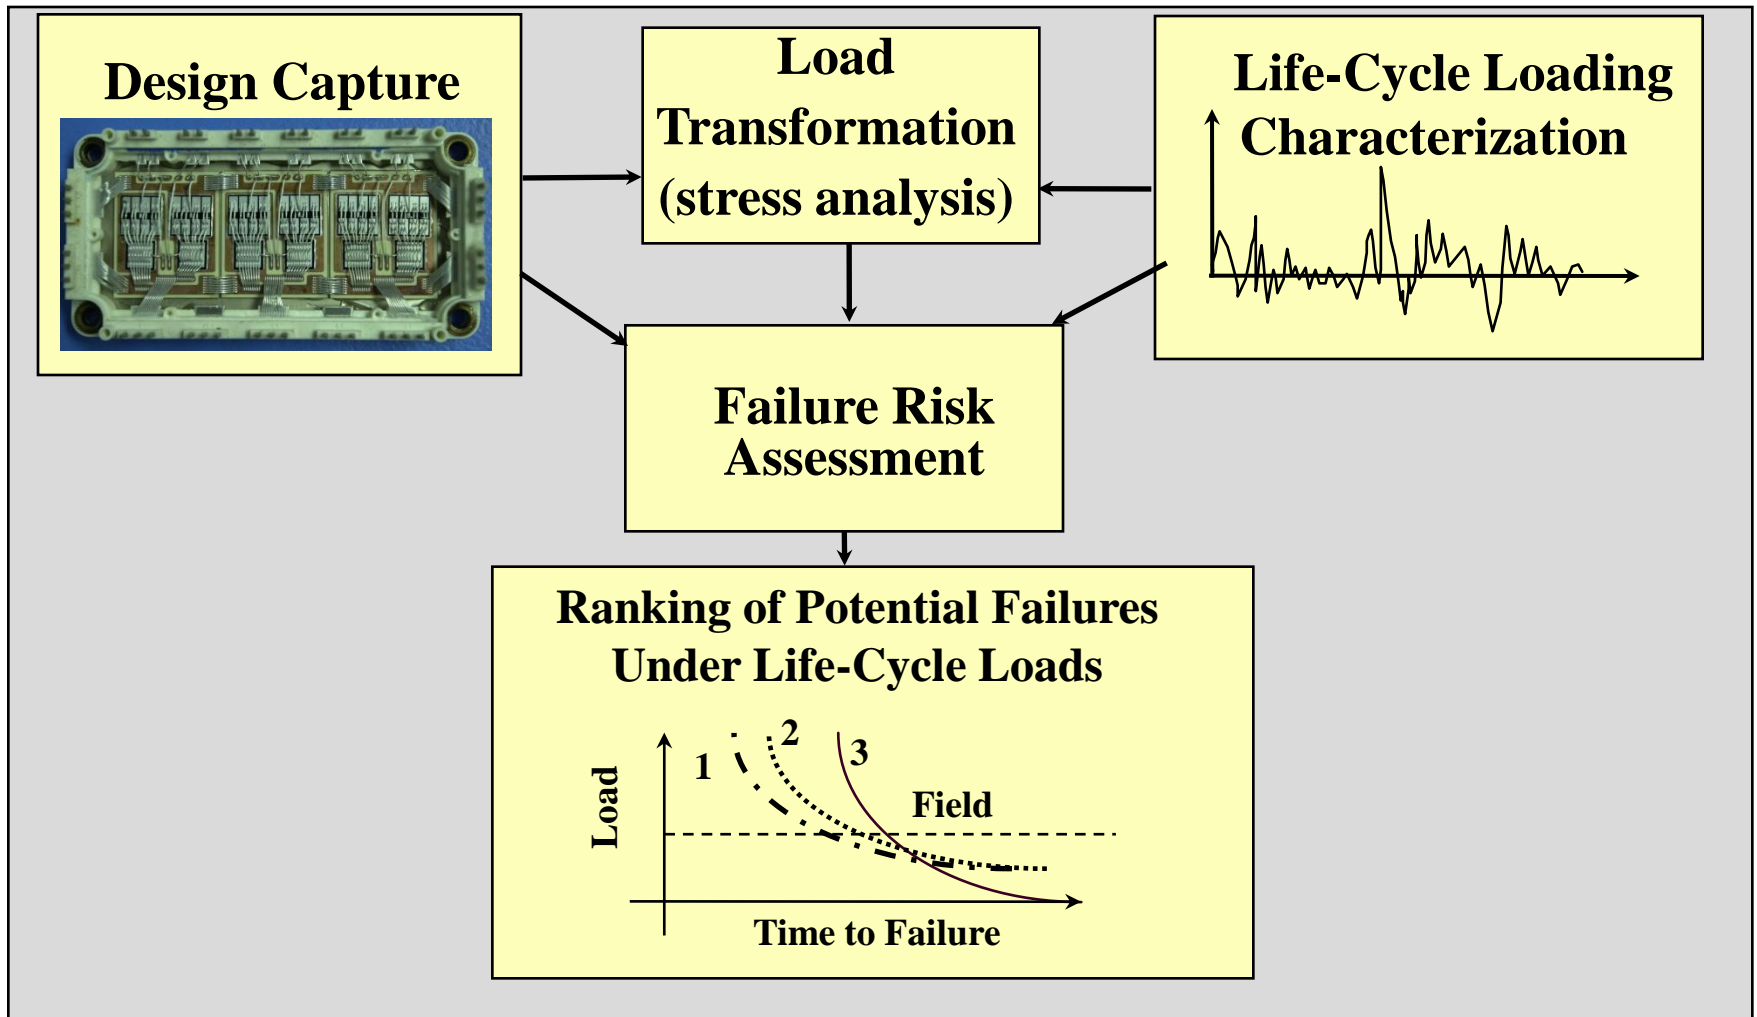 Design Capture
Load
Transformation
(stress analysis)
Life-Cycle Loading
Characterization
Failure Risk
Assessment
Ranking of Potential Failures
Under Life-Cycle Loads
1
2
3
Field
Load
Time to Failure